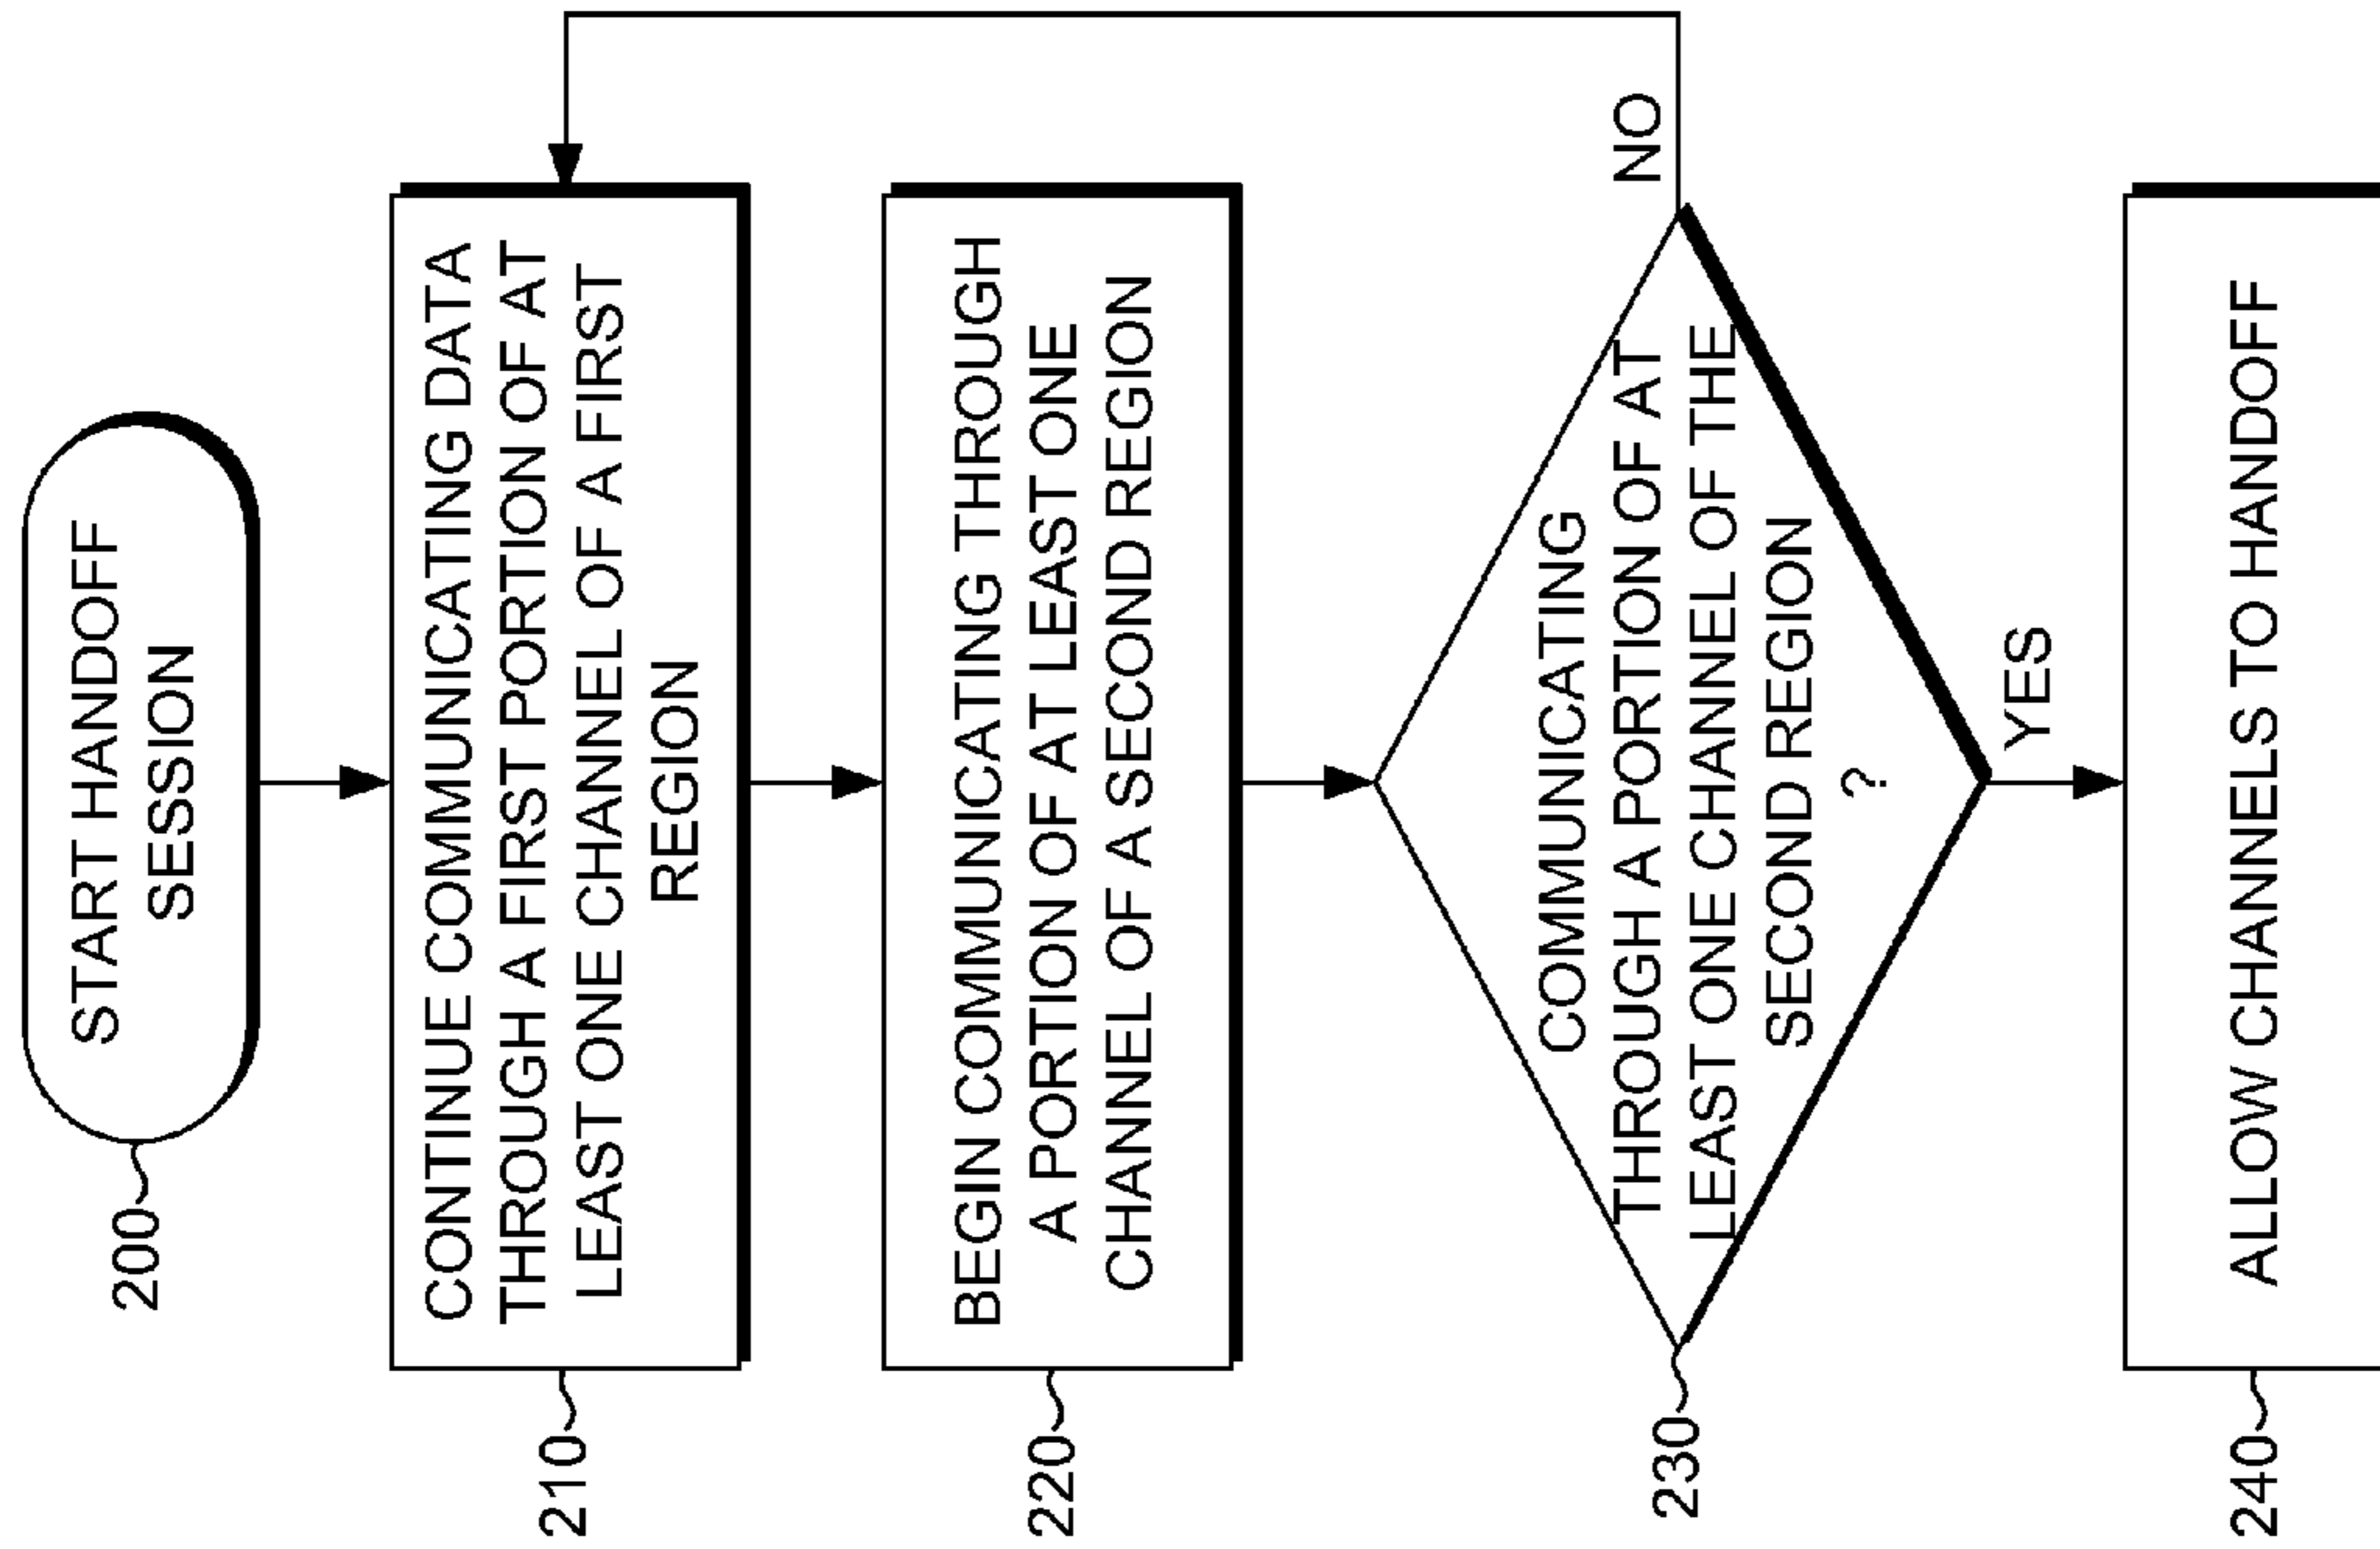 START HANDOFF
SESSION
200
CONTINUE COMMUNICATING DATA
THROUGH A FIRST PORTION OF AT
LEAST ONE CHANNEL OF A FIRST
REGION
210
BEGIN COMMUNICATING THROUGH
A PORTION OF AT LEAST ONE
CHANNEL OF A SECOND REGION
220
COMMUNICATING
THROUGH A PORTION OF AT
LEAST ONE CHANNEL OF THE
SECOND REGION
?
230
NO
YES
ALLOW CHANNELS TO HANDOFF
240